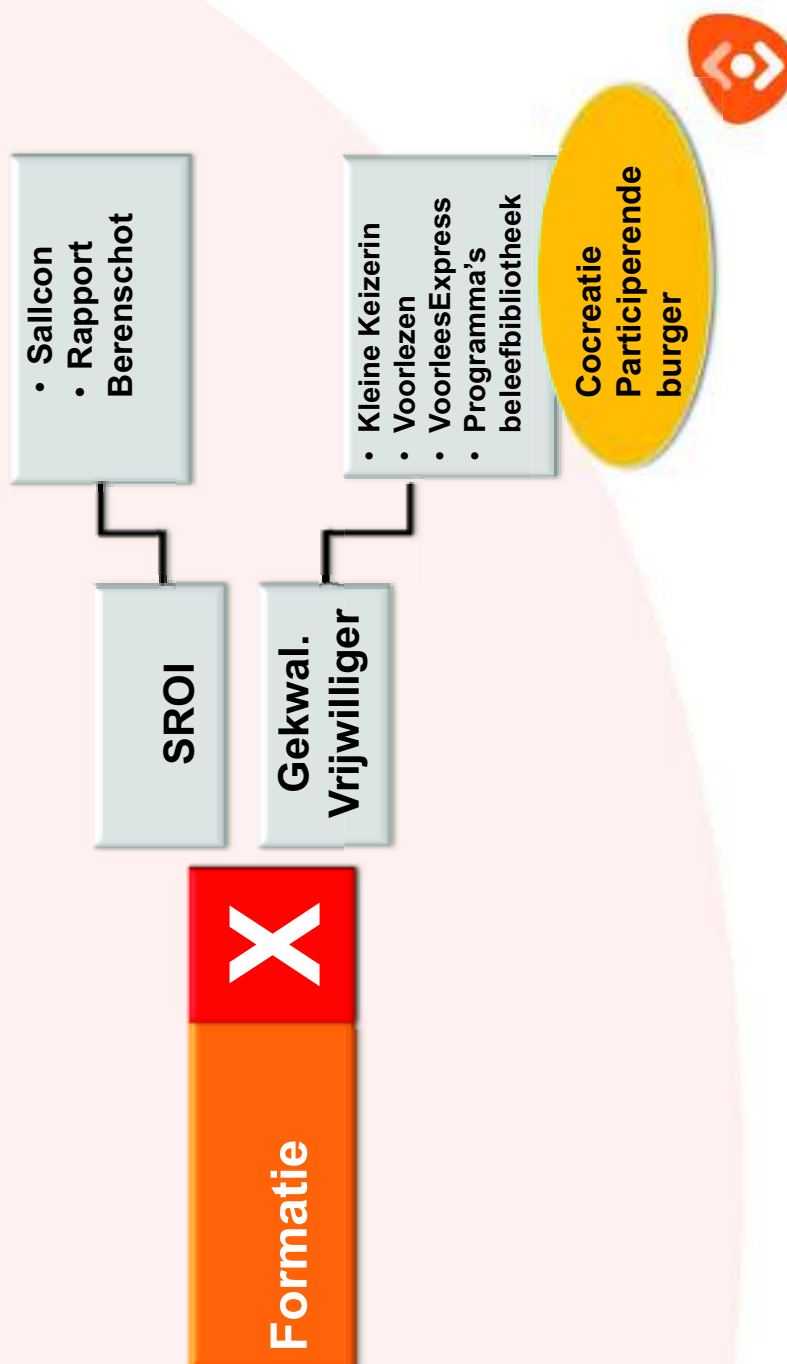 Formatie
X
SROI
• Sallcon
• Rapport
Berenschot
Gekwal.
Vrijwilliger
• Kleine Keizerin
• Voorlezen
• VoorleesExpress
• Programma's
beleefbibliotheek
Cocreatie
Participerende
burger